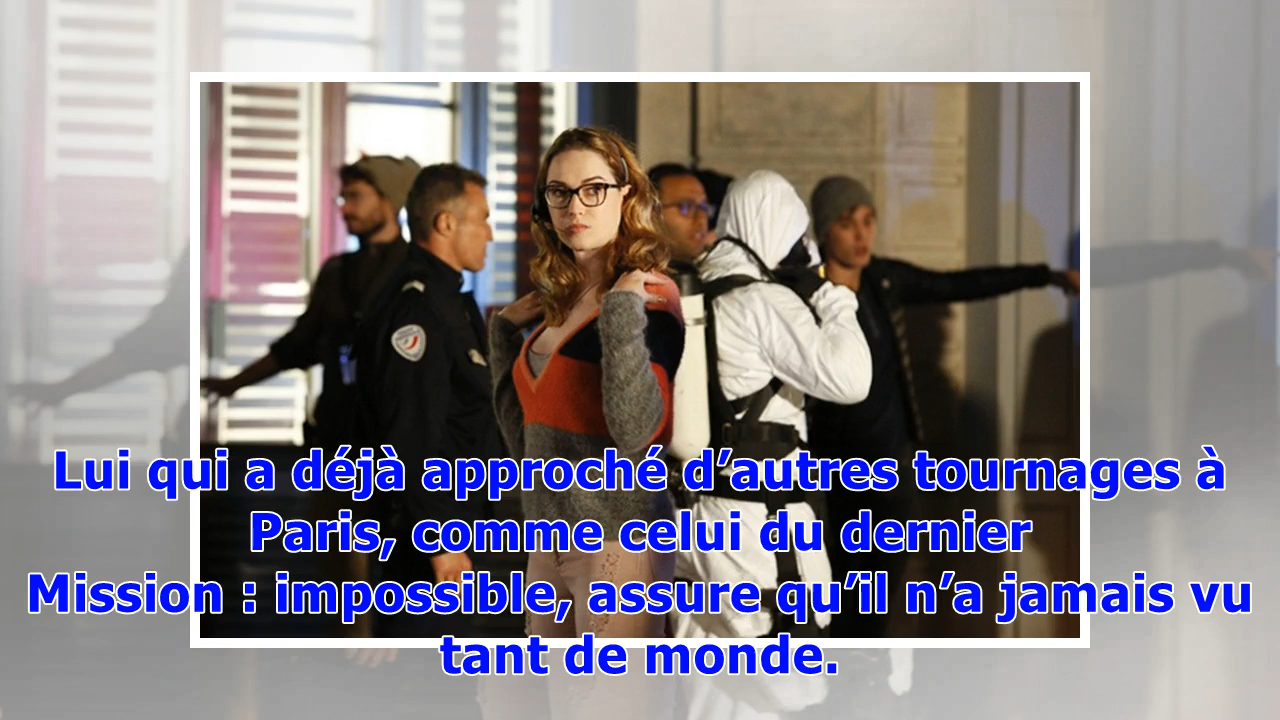 Lui qui a déjà approché d’autres tournages à
Paris, comme celui du dernier
Mission : impossible, assure qu’il n’a jamais vu
tant de monde.